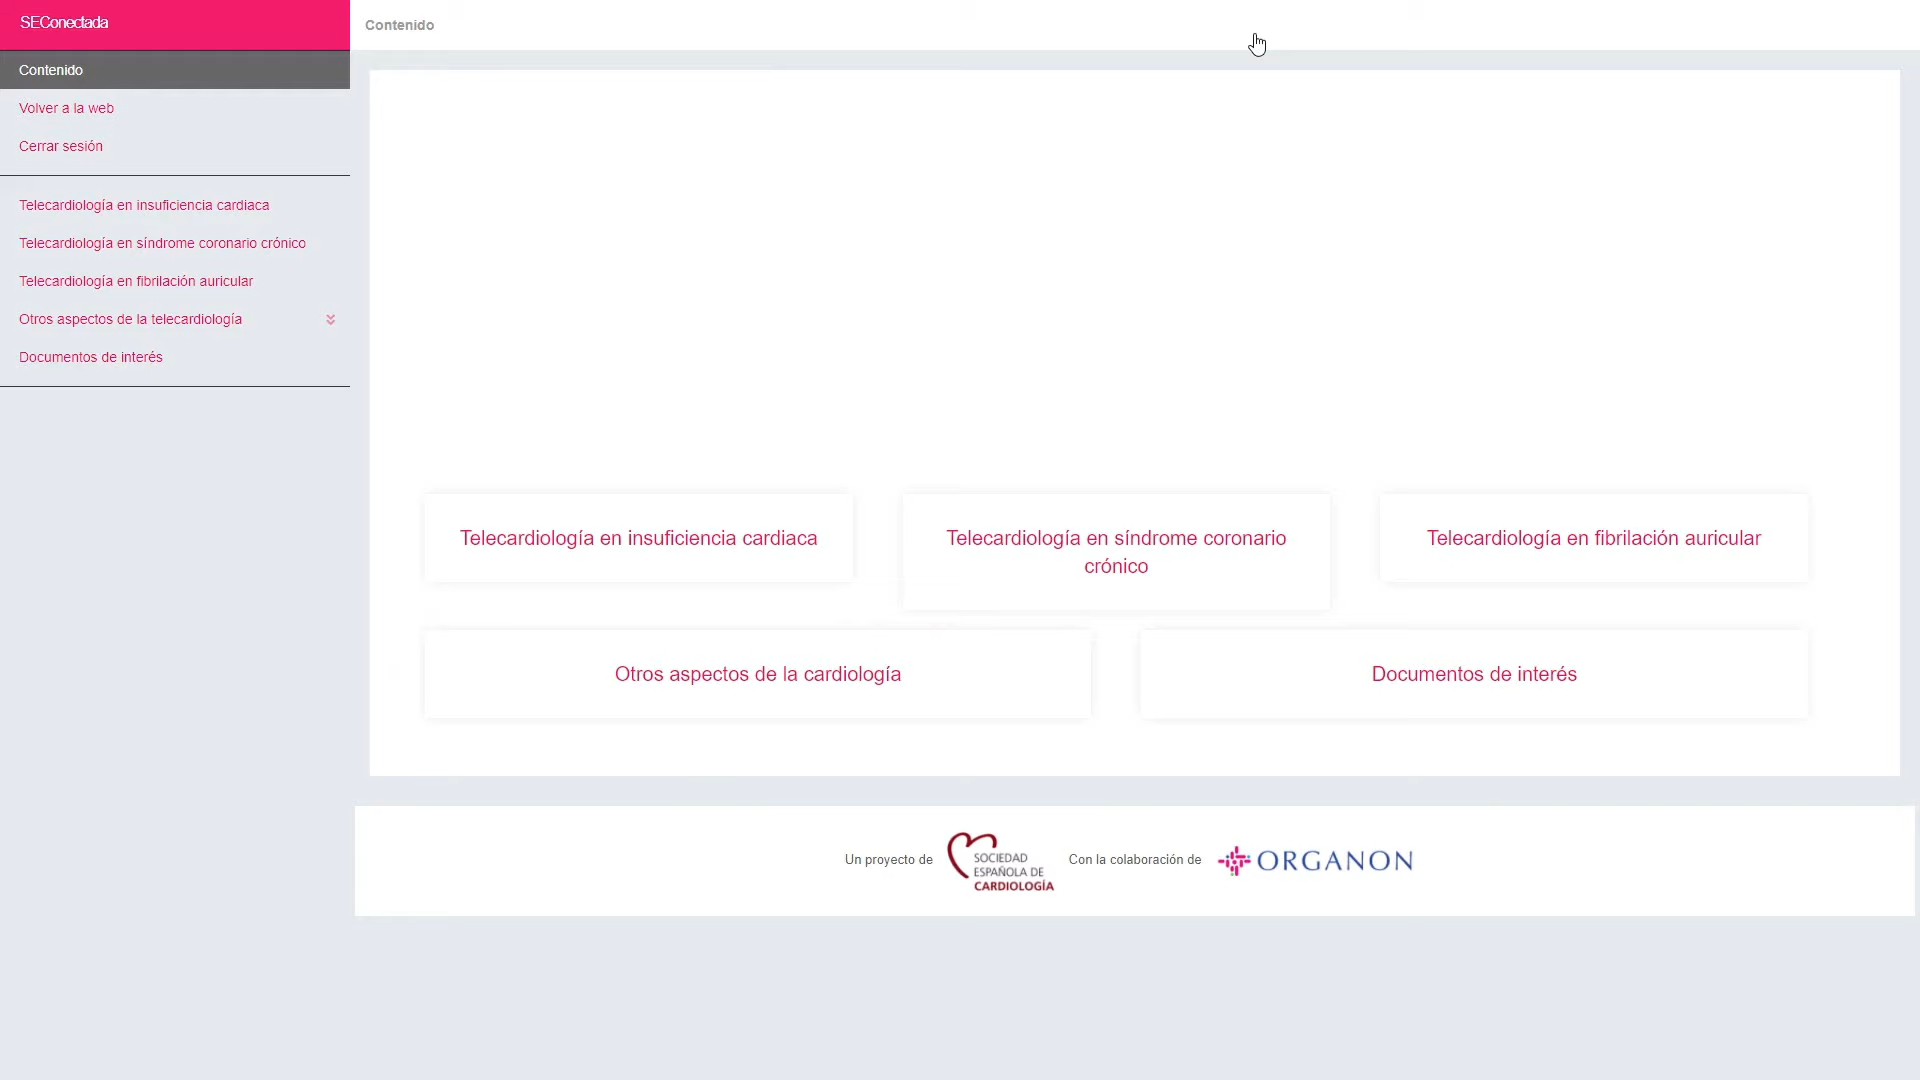 SEConectada
Contenido
Contenido
Volver a la web
Cerrar sesión
Telecardiología en insuficiencia cardiaca
Telecardiología en síndrome coronario crónico
Telecardiología en fibrilación auricular
Otros aspectos de la telecardiología
Documentos de interés
Telecardiología en insuficiencia cardiaca
Telecardiología en síndrome coronario
crónico
Telecardiología en fibrilación auricular
Otros aspectos de la cardiología
Documentos de interés
Un proyecto de
SOCIEDAD
ESPAÑOLA DE
CARDIOLOGÍA
Con la colaboración de
ORGANON